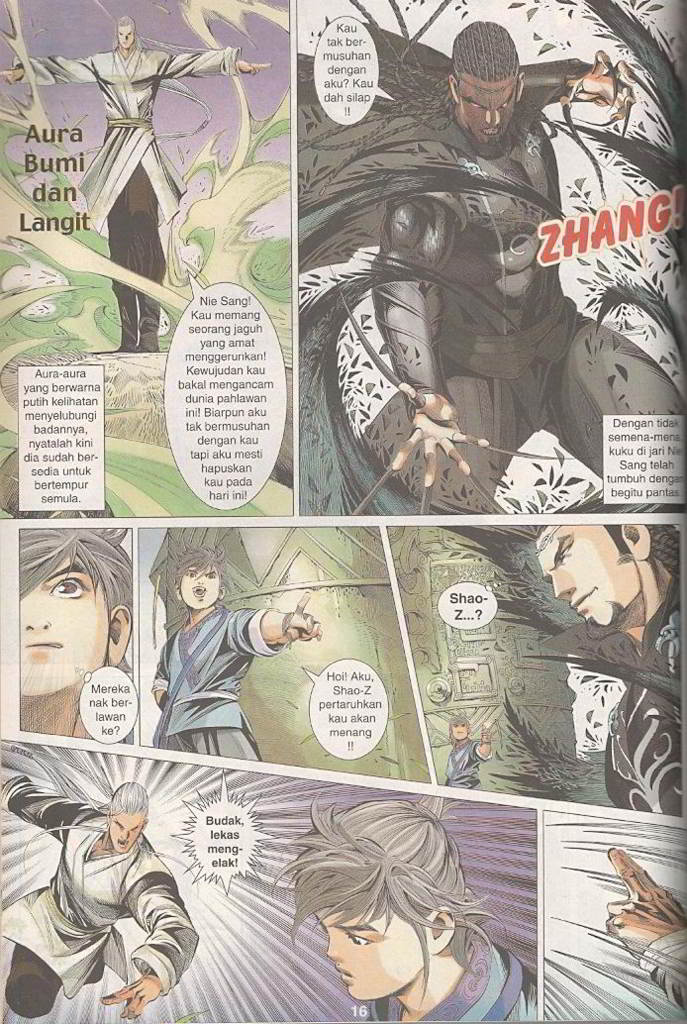 Aura
Bumi
dan
Langit
Nie Sang!
Kau memang
seorang jaguh
yang amat
menggerunkan!
Kewujudan kau
bakal mengancam
dunia pahlawan
ini! Biarpun aku
tak bermusuhan
dengan kau
tapi aku mesti
hapuskan
kau pada
hari ini!
Aura-aura
yang berwarna
putih kelihatan
menyelubungi
badannya,
nyatalah kini
dia sudah ber-
sedia untuk
bertempur
semula.
Kau
tak ber-
musuhan
dengan
aku? Kau
dah silap
!!
ZHANG!
Dengan tidak
semena-mena,
kuku di jari Nie
Sang telah
tumbuh dengan
begitu pantas.
Mereka
nak ber-
lawan
ke?
Hoi! Aku,
Shao-Z
pertaruhkan
kau akan
menang
!!
Shao-
Z...?
Budak,
lekas
meng-
elak!
16